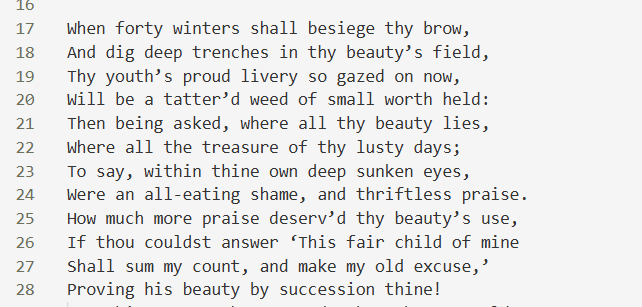 16
17 When forty winters shall besiege thy brow,
18 And dig deep trenches in thy beauty’s field,
19 Thy youth’s proud livery so gazed on now,
20 Will be a tatter’d weed of small worth held:
21 Then being asked, where all thy beauty lies,
22 Where all the treasure of thy lusty days;
23 To say, within thine own deep sunken eyes,
24 Were an all-eating shame, and thriftless praise.
25 How much more praise deserv’d thy beauty’s use,
26 If thou couldst answer ‘This fair child of mine
27 Shall sum my count, and make my old excuse,’
28 Proving his beauty by succession thine!